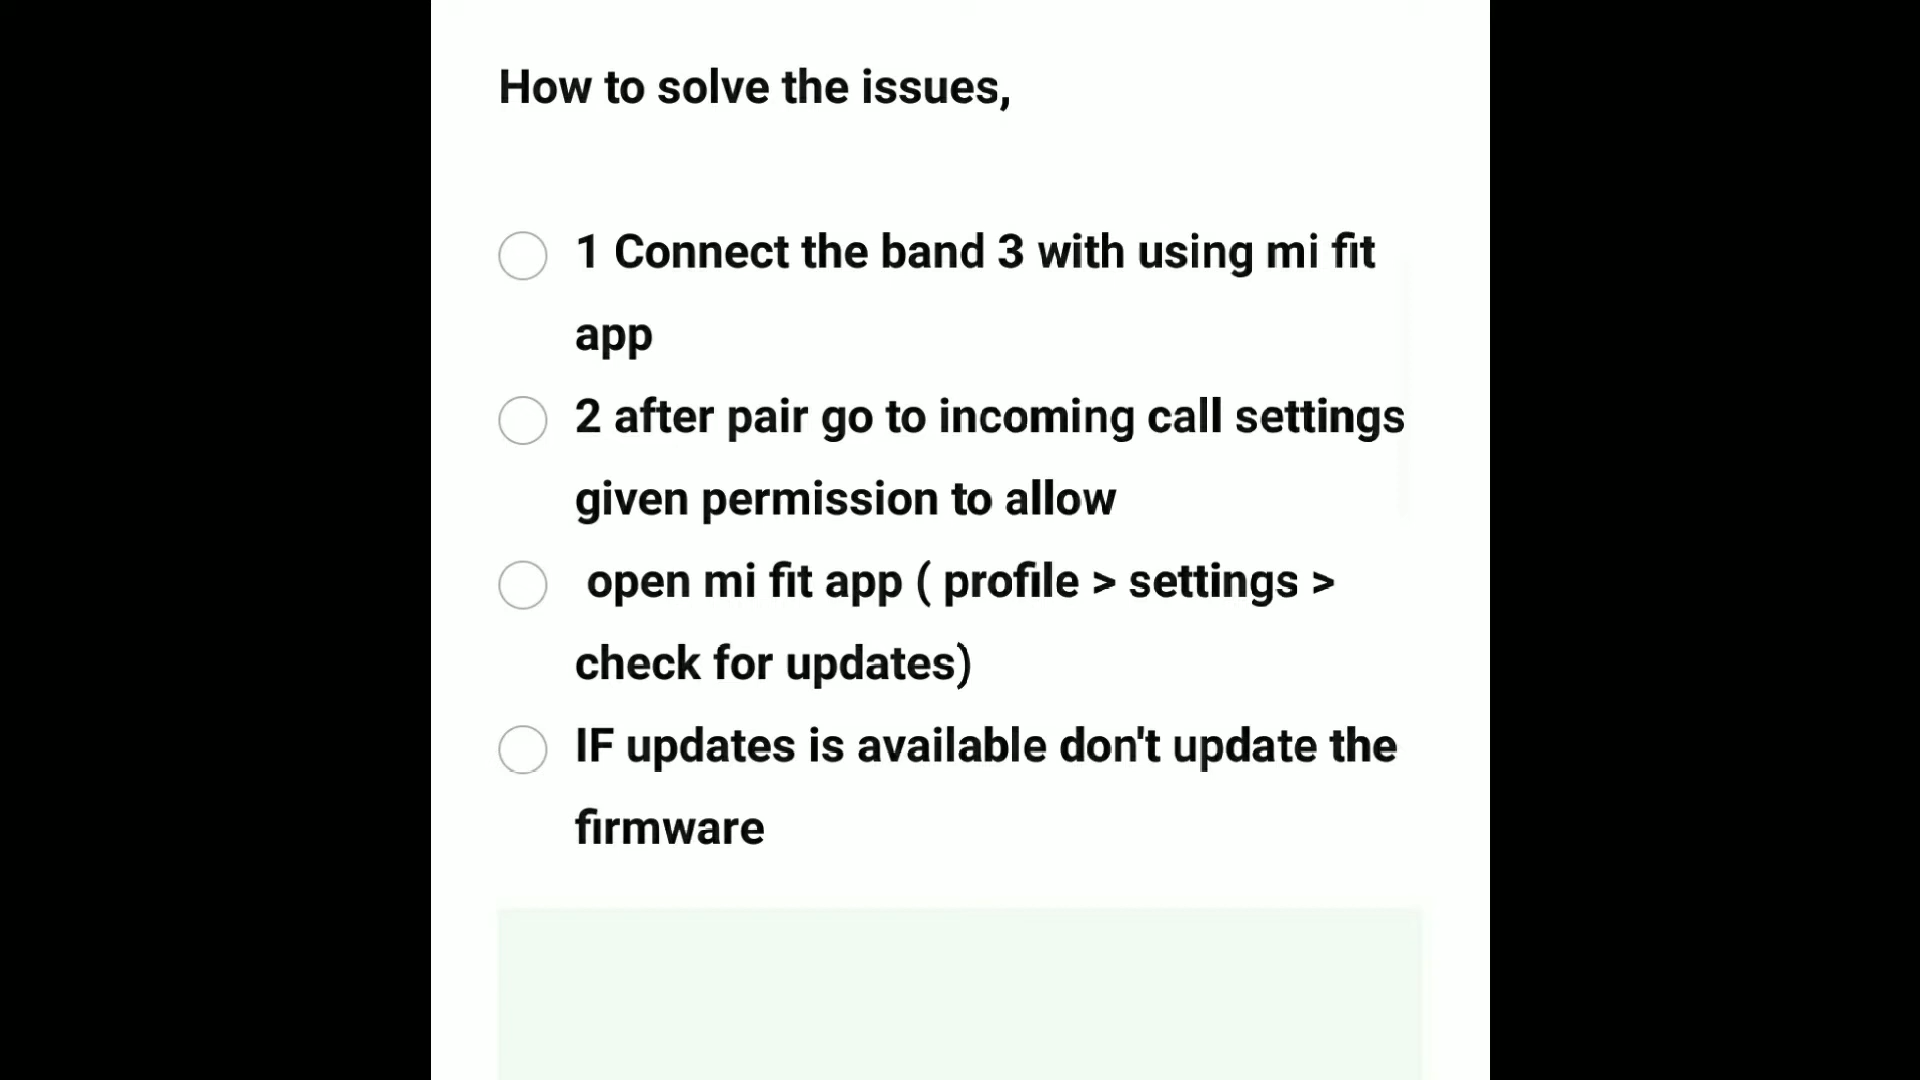 How to solve the issues,
1 Connect the band 3 with using mi fit
app
2 after pair go to incoming call settings
given permission to allow
open mi fit app ( profile > settings >
check for updates)
IF updates is available don't update the
firmware